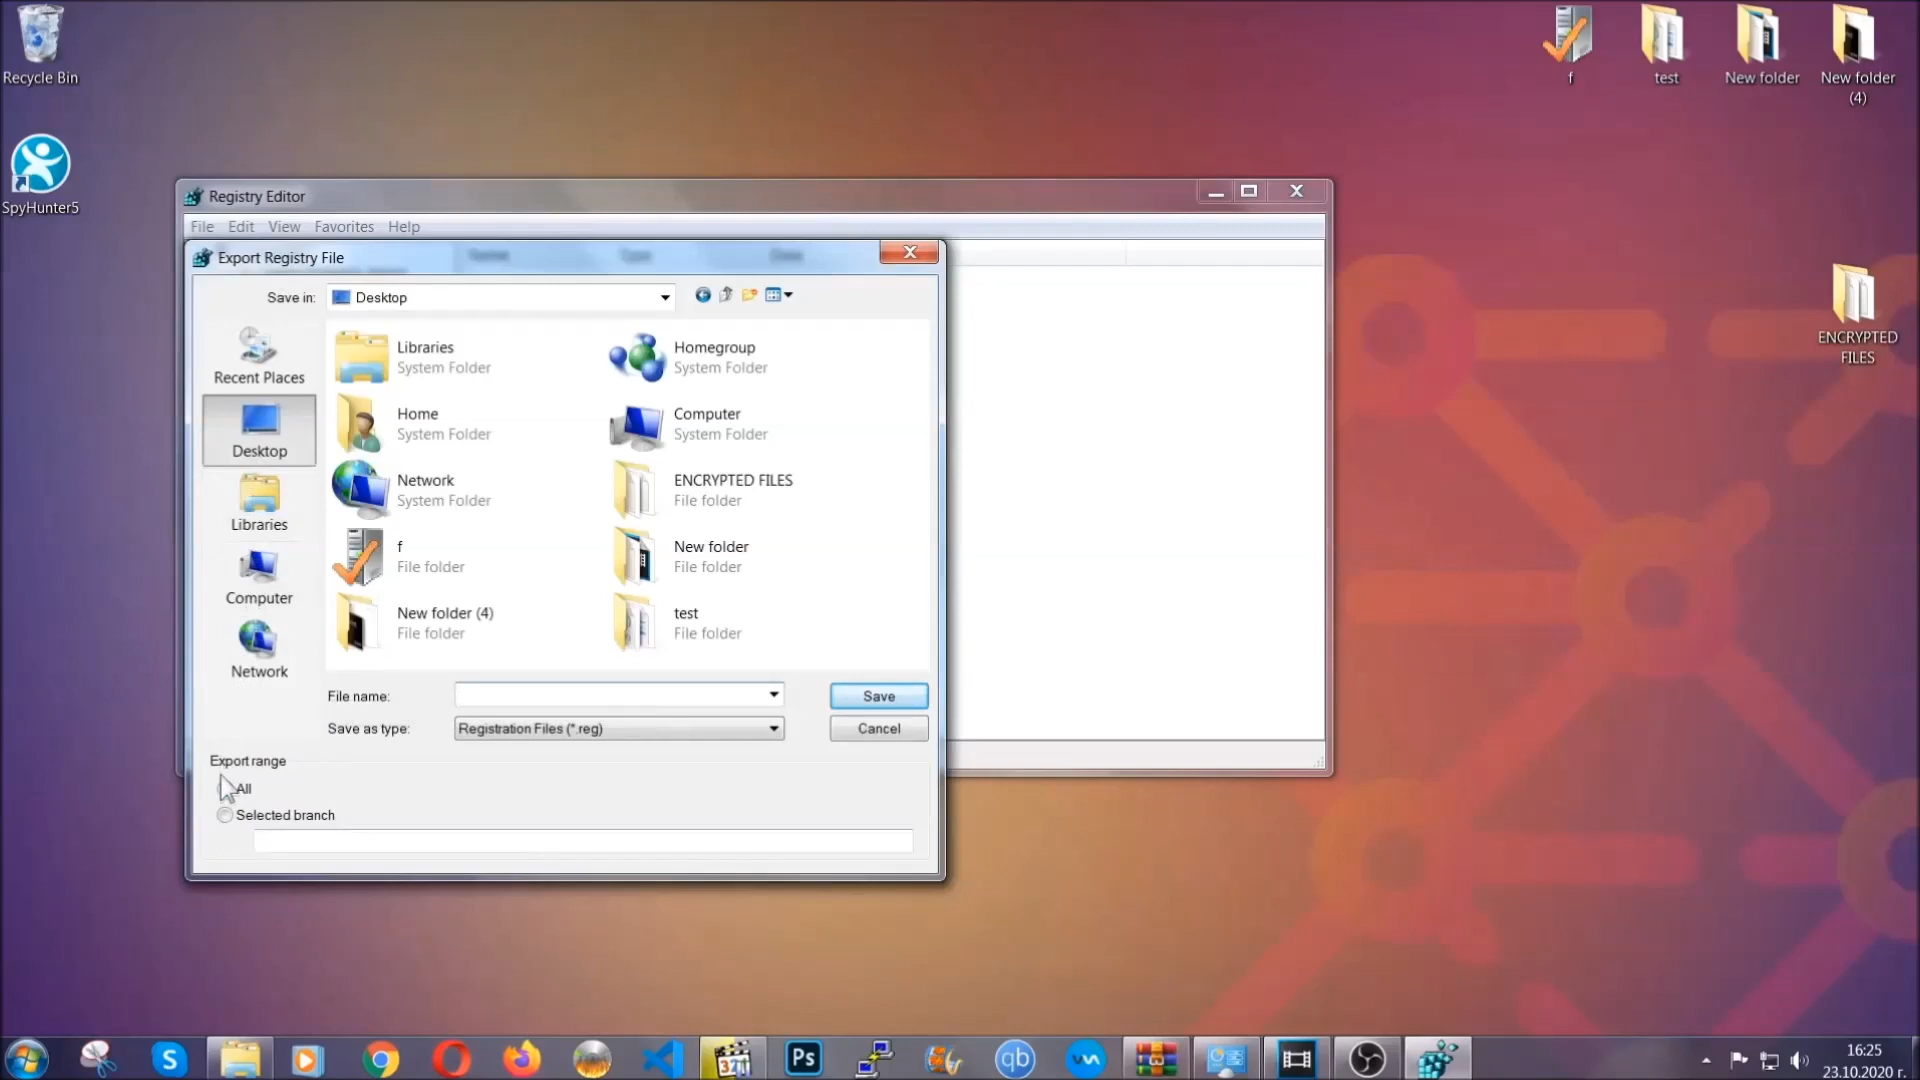 Recycle Bin
SpyHunter5
f
test
New folder
New folder
(4)
ENCRYPTED
FILES
Registry Editor
File Edit View Favorites Help
Export Registry File
Save in:
Desktop
Recent Places
Desktop
Libraries
Computer
Network
Libraries
System Folder
Homegroup
System Folder
Home
System Folder
Computer
System Folder
Network
System Folder
ENCRYPTED FILES
File folder
f
File folder
New folder
File folder
New folder (4)
File folder
test
File folder
File name:
Save
Save as type:
Registration Files (*.reg)
Cancel
Export range
All
Selected branch
S
Ps
qb
321
16:25
23.10.2020 г.